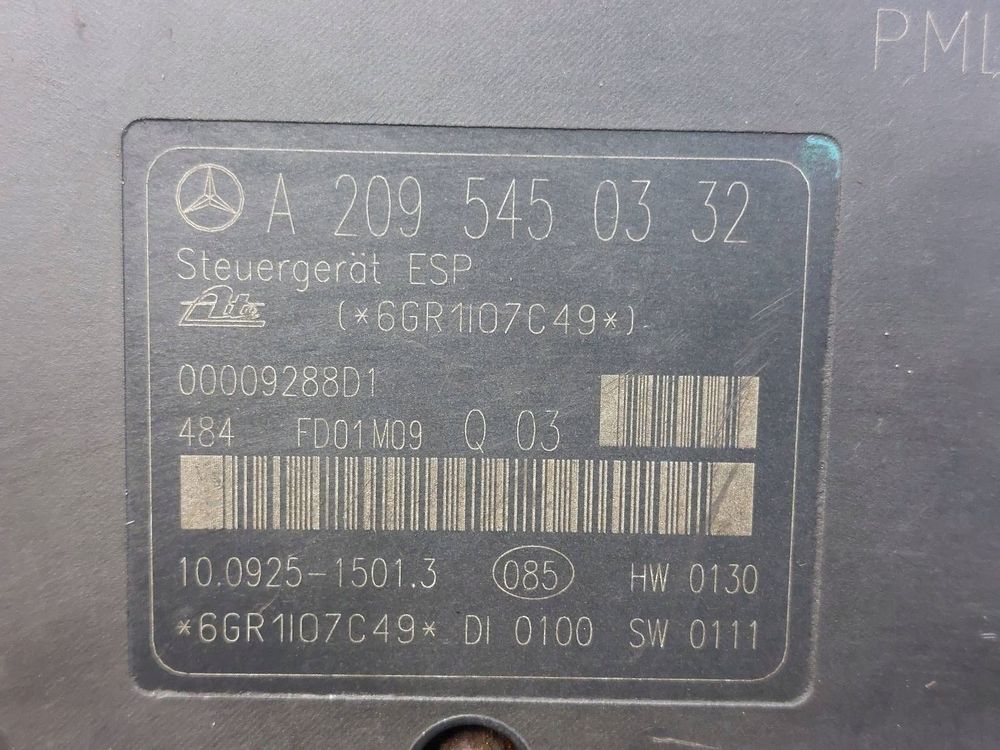 PML
A 209 545 03 32
Steuergerät ESP
Ate (*6GR1I07C49*)
00009288D1
484 FD01M09 Q 03
10.0925-1501.3 085 HW 0130
*6GR1I07C49* DI 0100 SW 0111